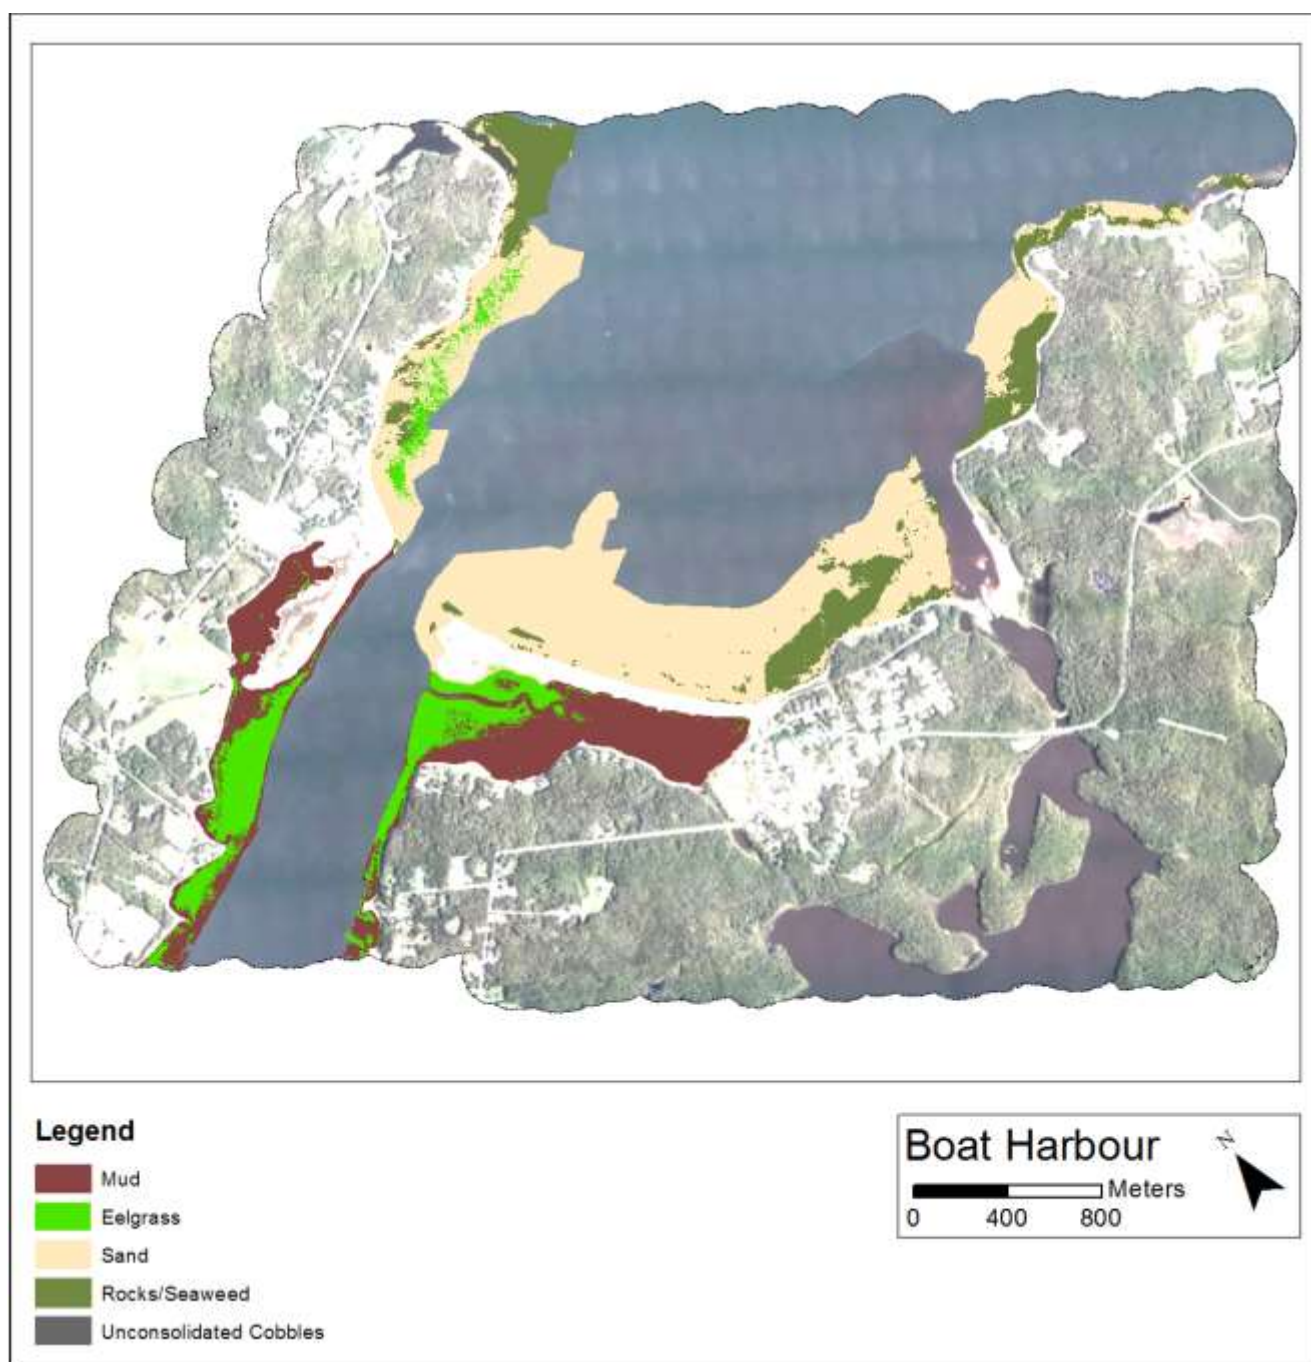 Legend
Mud
Eelgrass
Sand
Rocks/Seaweed
Unconsolidated Cobbles
Boat Harbour
Meters
0 400 800
N